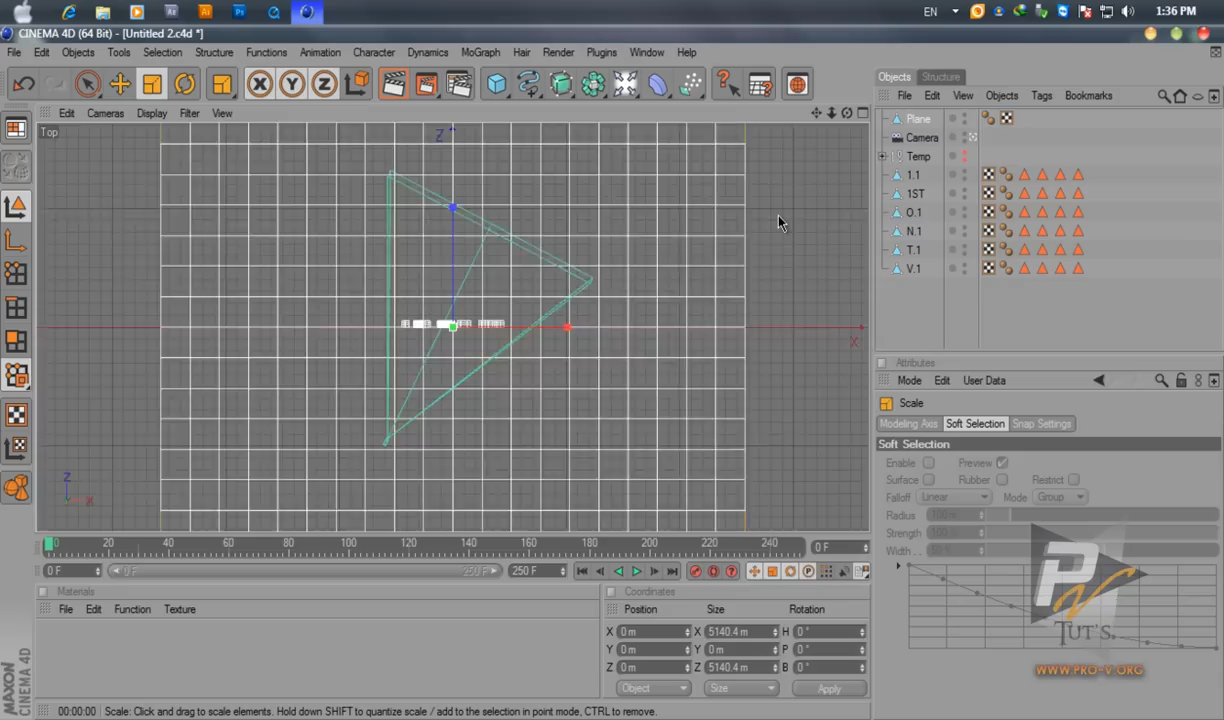 EN 1:36 PM
CINEMA 4D (64 Bit) - [Untitled 2.c4d *]
File Edit Objects Tools Selection Structure Functions Animation Character Dynamics MoGraph Hair Render Plugins Window Help
X Y Z
Objects Structure
File Edit View Objects Tags Bookmarks
Edit Cameras Display Filter View
Top
Z
X
Z
X
Plane
Camera
Temp
1.1
1ST
O.1
N.1
T.1
V.1
Attributes
Mode Edit User Data
Scale
Modeling Axis Soft Selection Snap Settings
Soft Selection
Enable Preview
Surface Rubber Restrict
Falloff Linear Mode Group
Radius
Strength
Width . .
0 20 40 60 80 100 120 140 160 180 200 220 240 0 F
0 F 0 F 250 F 250 F
Materials
File Edit Function Texture
Coordinates
Position Size Rotation
X 0 m X 5140.4 m H 0 °
Y 0 m Y 0 m P 0 °
Z 0 m Z 5140.4 m B 0 °
Object Size Apply
PV
TUT'S.
WWW.PRO-V.ORG
MAXON
CINEMA 4D
00:00:00 Scale: Click and drag to scale elements. Hold down SHIFT to quantize scale / add to the selection in point mode, CTRL to remove.